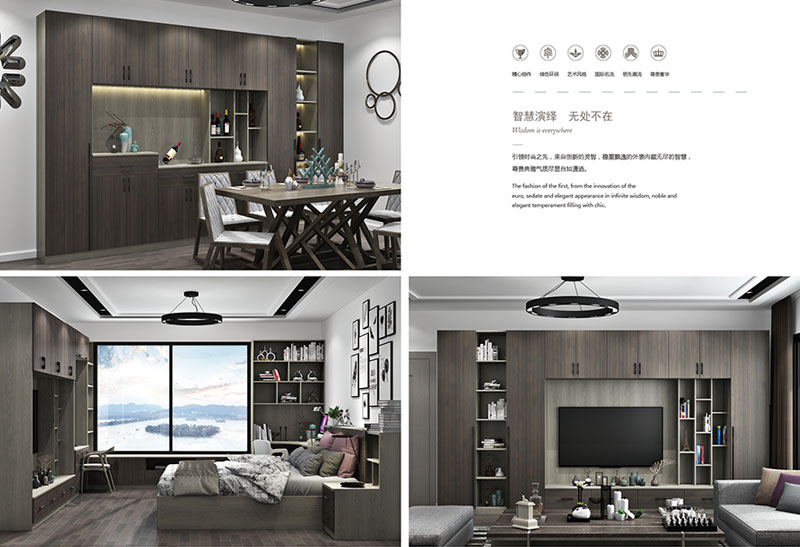 精心创作 绿色环保 艺术风格 国际名流 领先潮流 尊贵奢华
智慧演绎 无处不在
Wisdom is everywhere
引领时尚之先，来自创新的灵智，稳重飘逸的外表内蕴无尽的智慧，
尊贵典雅气质尽显自如潇洒。
The fashion of the first, from the innovation of the
euro, sedate and elegant appearance in infinite wisdom, noble and
elegant temperament filling with chic.